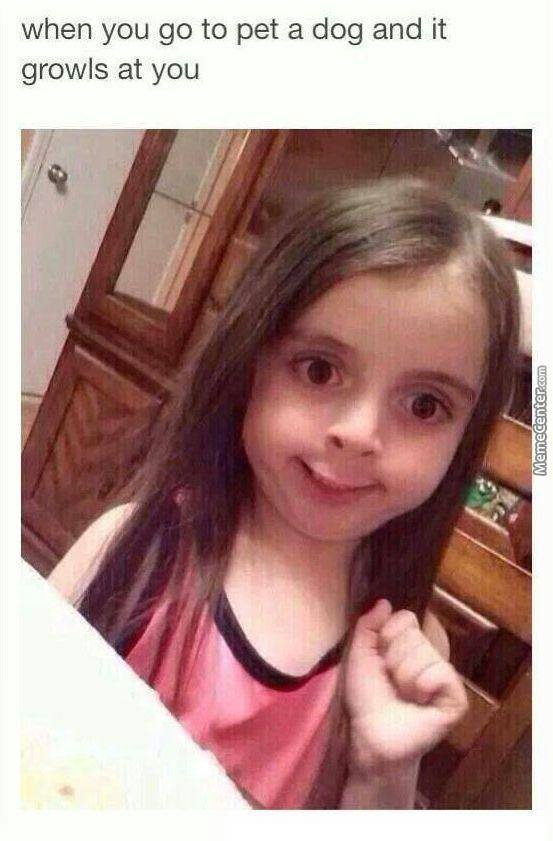 when you go to pet a dog and it
growls at you
MemeCenter.com